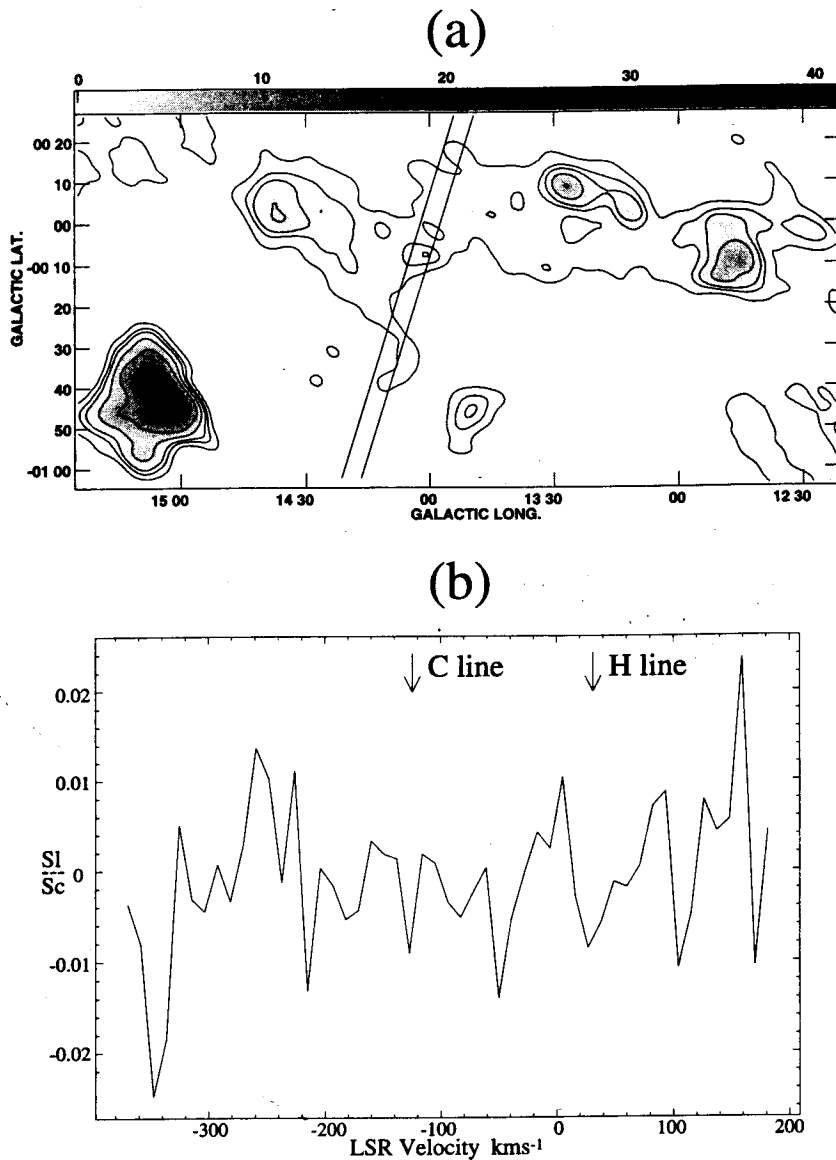 (a)
0 10 20 30 40
GALACTIC LAT.
00 20
10
00
-00 10
20
30
40
50
-01 00
15 00 14 30 00 13 30 00 12 30
GALACTIC LONG.
(b)
C line H line
0.02
0.01
Sl
Sc
0
-0.01
-0.02
-300 -200 -100 0 100 200
LSR Velocity kms-1